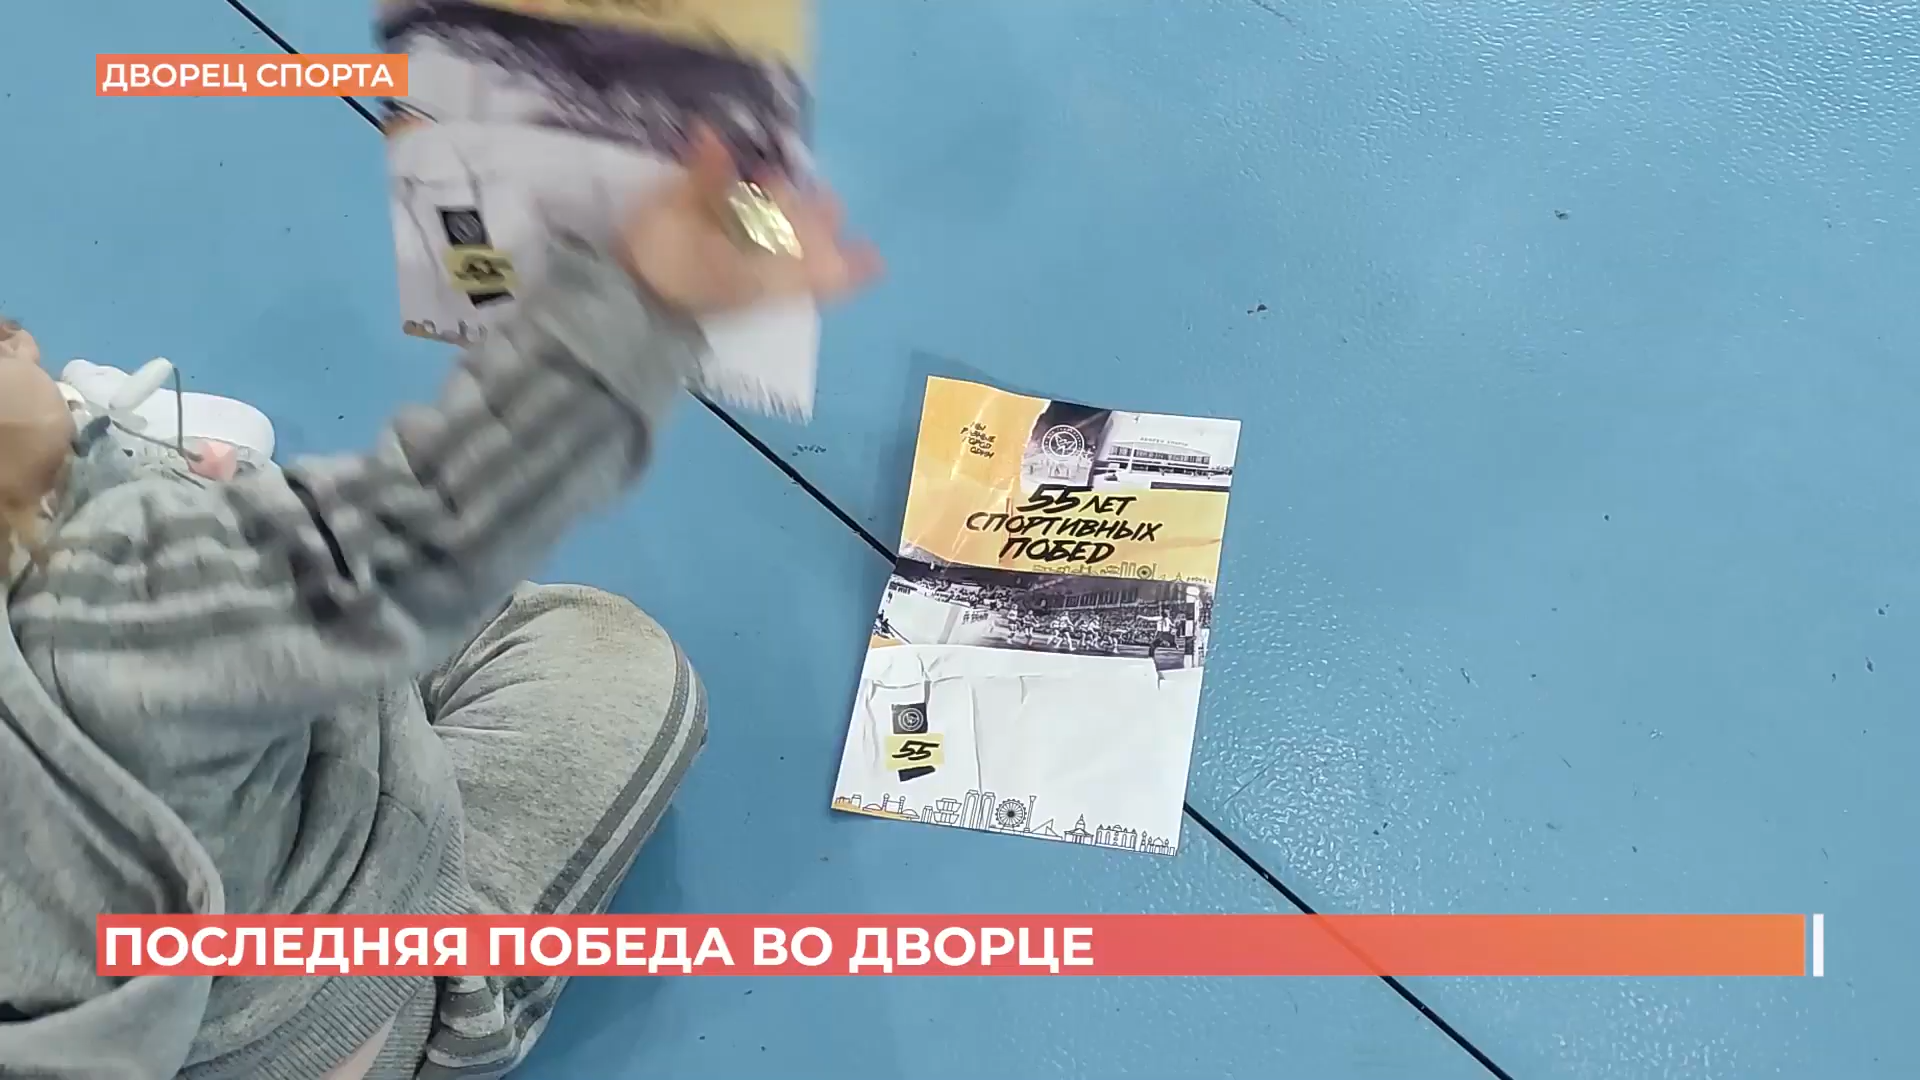 ДВОРЕЦ СПОРТА
55 ЛЕТ
СПОРТИВНЫХ
ПОБЕД
55
ПОСЛЕДНЯЯ ПОБЕДА ВО ДВОРЦЕ